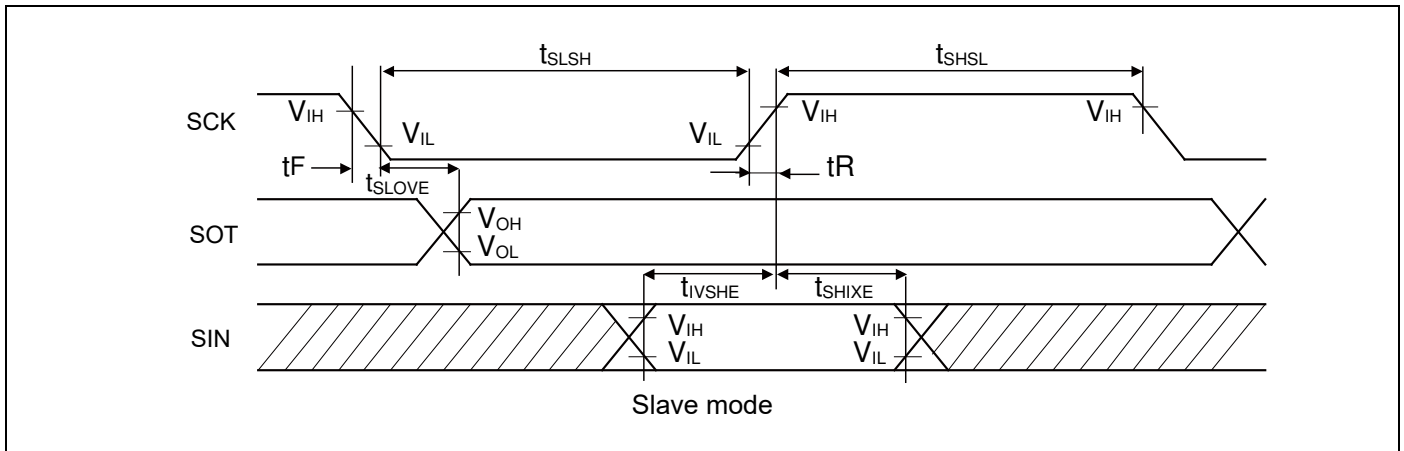 tSLSH tSHSL
SCK VIH VIL VIL VIH VIH
tF tSLOVE tR
SOT VOH
VOL
tIVSHE tSHIXE
SIN VIH VIH
VIL VIL
Slave mode